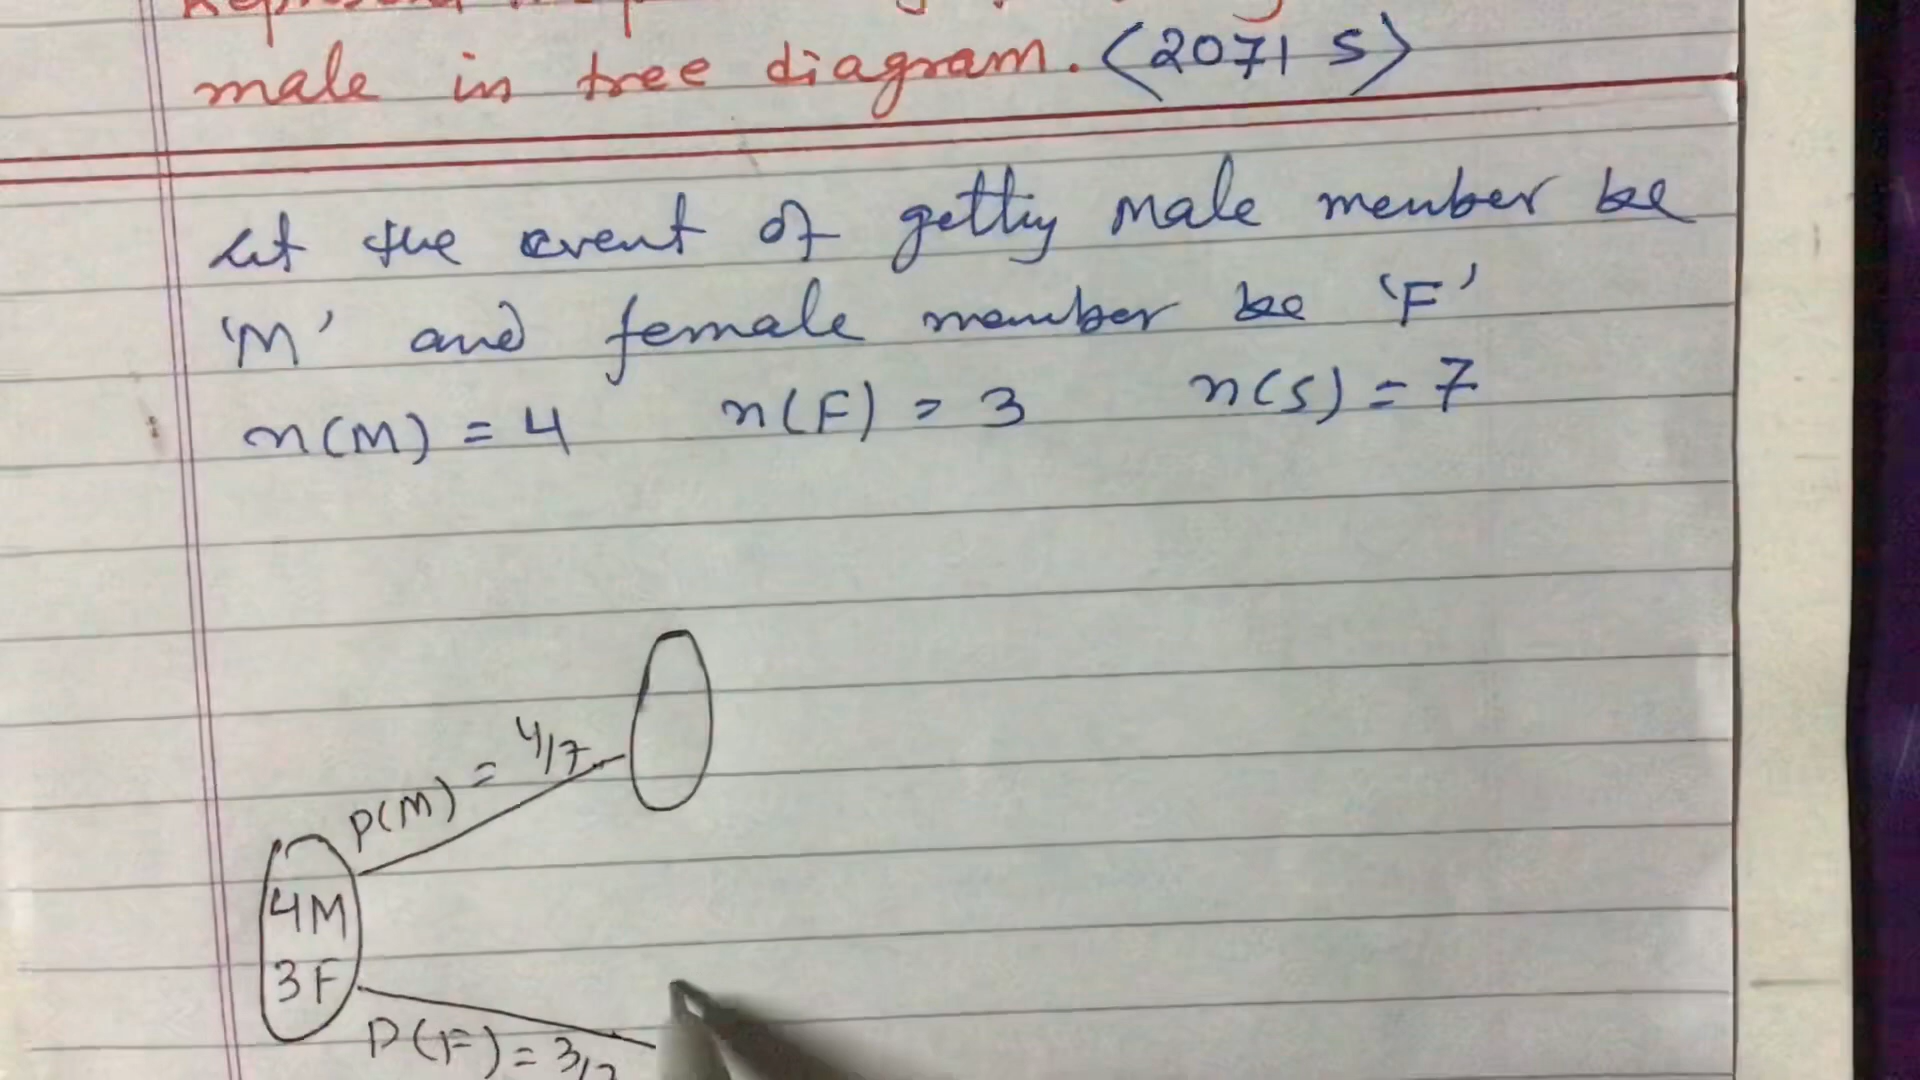 male in tree diagram. (2071 S)
Let the event of getting male member be
'M' and female member be 'F'
n(M) = 4 n(F) = 3 n(S) = 7
P(M) = 4/7
4M
3F
P(F) = 3/7